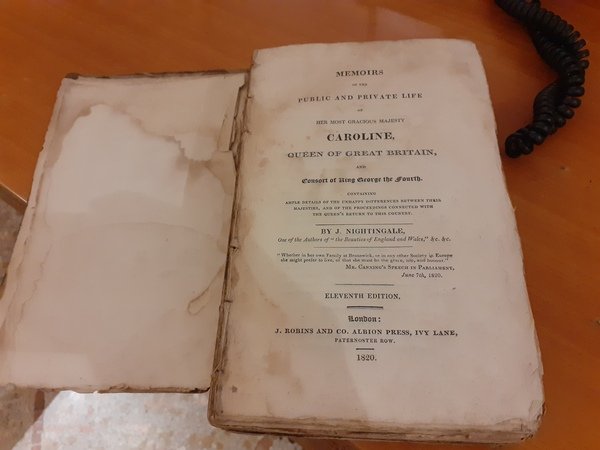 MEMOIRS
OF THE
PUBLIC AND PRIVATE LIFE
OF
HER MOST GRACIOUS MAJESTY
CAROLINE,
QUEEN OF GREAT BRITAIN,
AND
Consort of King George the Fourth.
CONTAINING
AMPLE DETAILS OF THE UNHAPPY DIFFERENCES BETWEEN THEIR
MAJESTIES, AND OF THE PROCEEDINGS CONNECTED WITH
THE QUEEN'S RETURN TO THIS COUNTRY.
BY J. NIGHTINGALE,
One of the Authors of "the Beauties of England and Wales," &c. &c.
"Whether in her own Family at Brunswick, or in any other Society in Europe
she might prefer to live, of that she must be the grace, life, and honour."
MR. CANNING'S SPEECH IN PARLIAMENT,
June 7th, 1820.
ELEVENTH EDITION.
London:
J. ROBINS AND CO. ALBION PRESS, IVY LANE,
PATERNOSTER ROW.
1820.